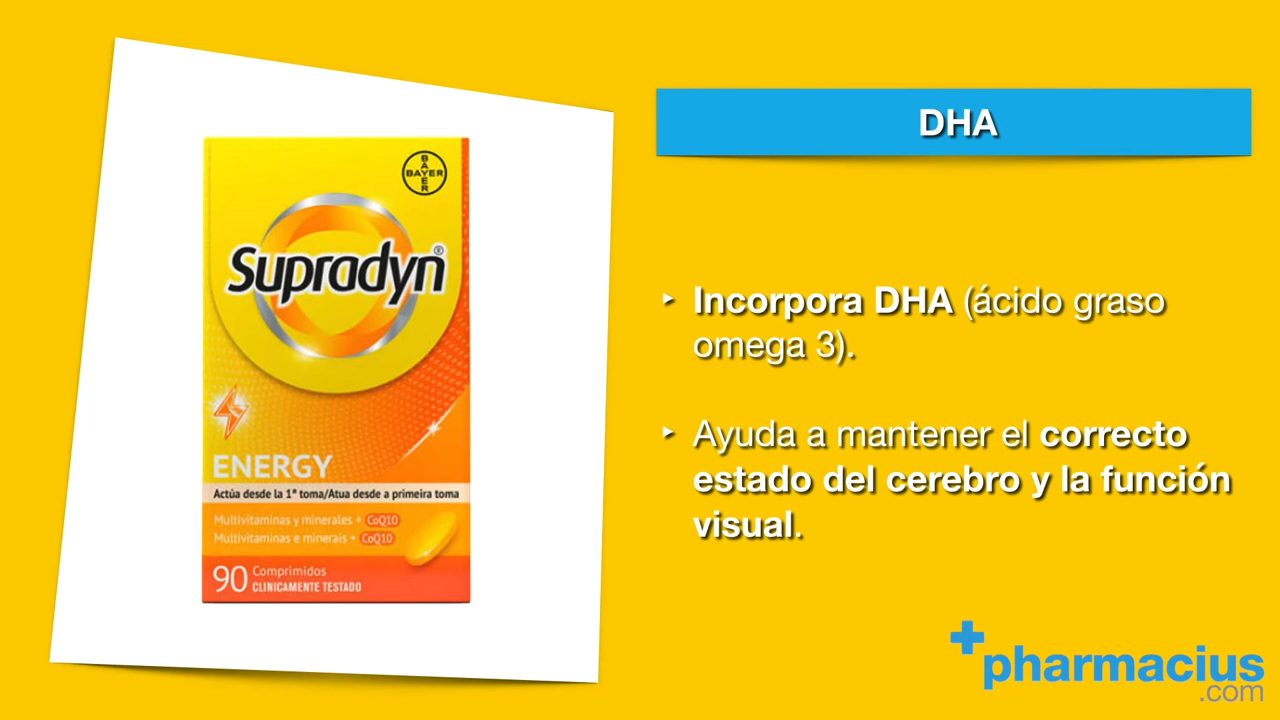 BAYER
BAYER
Supradyn®
ENERGY
Actúa desde la 1ª toma/Atua desde a primeira toma
Multivitaminas y minerales + CoQ10
Multivitaminas e minerais + CoQ10
90 Comprimidos
CLINICAMENTE TESTADO
DHA
‣ Incorpora DHA (ácido graso
omega 3).
‣ Ayuda a mantener el correcto
estado del cerebro y la función
visual.
pharmacius
.com